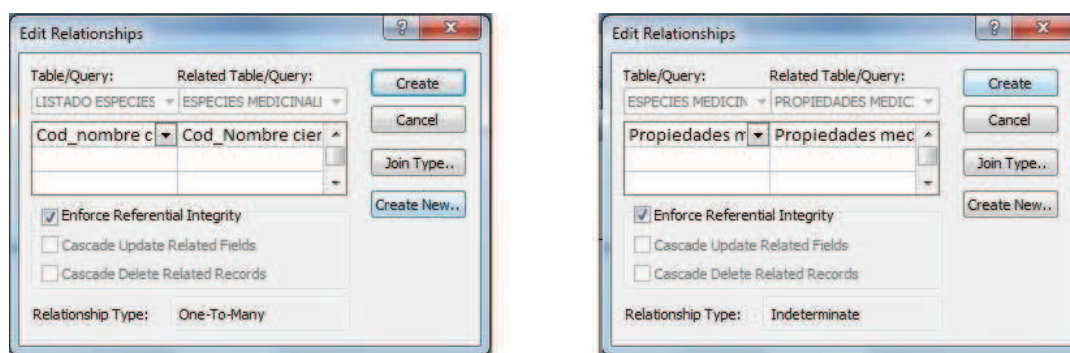 Edit Relationships
Table/Query: Related Table/Query:
LISTADO ESPECIES ESPECIES MEDICINALI
Cod_nombre c Cod_Nombre cier
Enforce Referential Integrity
Cascade Update Related Fields
Cascade Delete Related Records
Relationship Type: One-To-Many
Create
Cancel
Join Type..
Create New..
Edit Relationships
Table/Query: Related Table/Query:
ESPECIES MEDICIN PROPIEDADES MEDIC
Propiedades m Propiedades med
Enforce Referential Integrity
Cascade Update Related Fields
Cascade Delete Related Records
Relationship Type: Indeterminate
Create
Cancel
Join Type..
Create New..